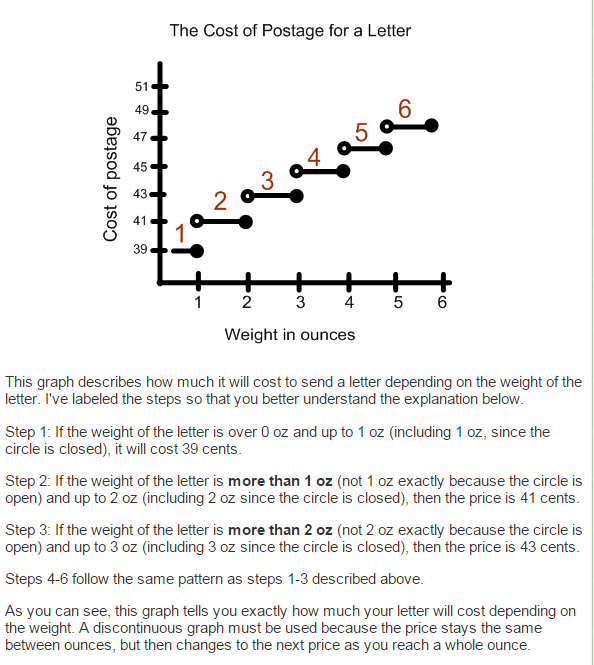 The Cost of Postage for a Letter
51
49
47
45
43
41
39
Cost of postage
1
2
3
4
5
6
1 2 3 4 5 6
Weight in ounces
This graph describes how much it will cost to send a letter depending on the weight of the
letter. I've labeled the steps so that you better understand the explanation below.
Step 1: If the weight of the letter is over 0 oz and up to 1 oz (including 1 oz, since the
circle is closed), it will cost 39 cents.
Step 2: If the weight of the letter is more than 1 oz (not 1 oz exactly because the circle is
open) and up to 2 oz (including 2 oz since the circle is closed), then the price is 41 cents.
Step 3: If the weight of the letter is more than 2 oz (not 2 oz exactly because the circle is
open) and up to 3 oz (including 3 oz since the circle is closed), then the price is 43 cents.
Steps 4-6 follow the same pattern as steps 1-3 described above.
As you can see, this graph tells you exactly how much your letter will cost depending on
the weight. A discontinuous graph must be used because the price stays the same
between ounces, but then changes to the next price as you reach a whole ounce.